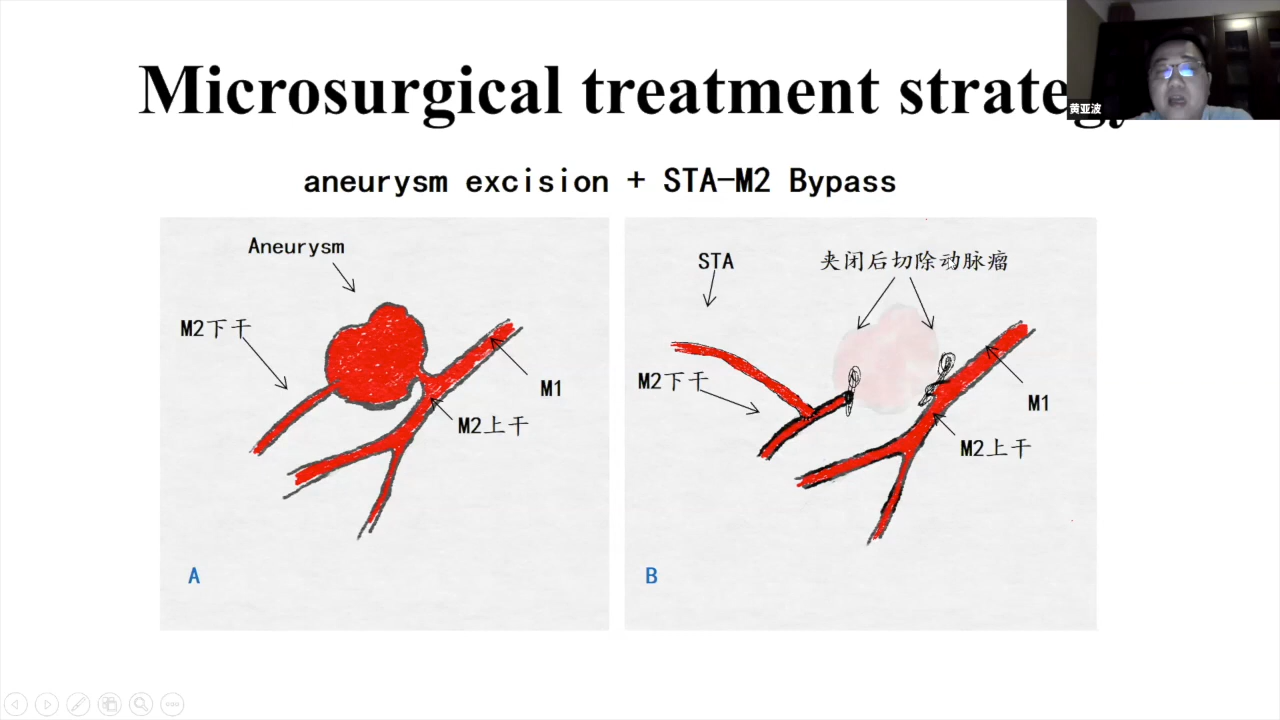 Microsurgical treatment strategy
黄亚波
aneurysm excision + STA-M2 Bypass
Aneurysm
M2下干
M1
M2上干
A
STA
夹闭后切除动脉瘤
M2下干
M1
M2上干
B